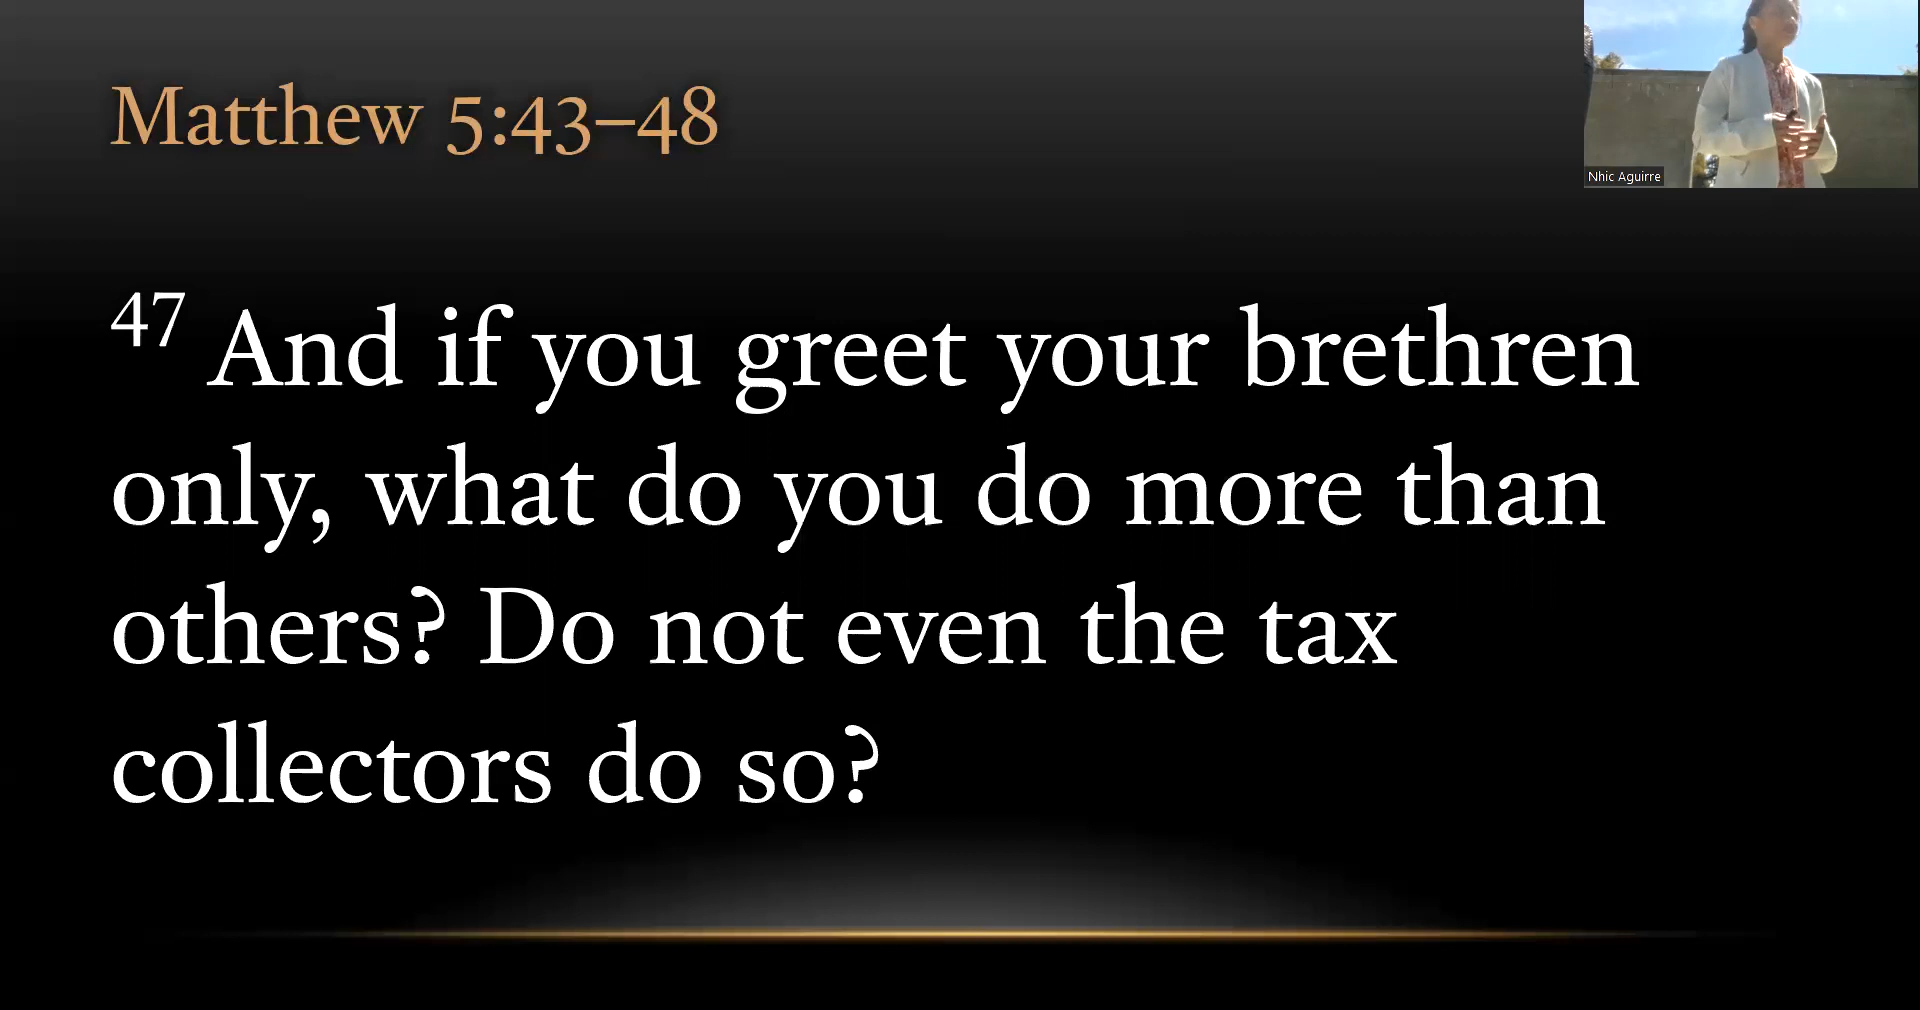 Matthew 5:43–48
Nhic Aguirre
47 And if you greet your brethren
only, what do you do more than
others? Do not even the tax
collectors do so?